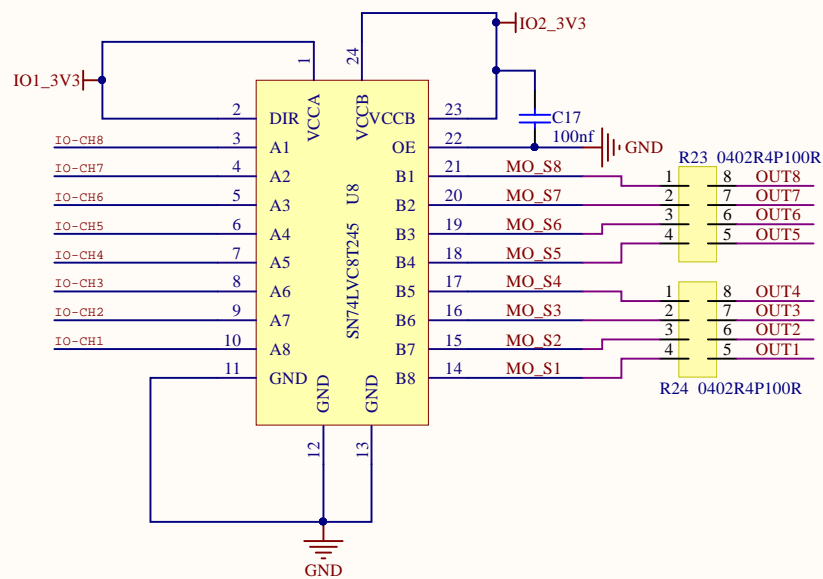 IO2_3V3
24
1
IO1_3V3
2 DIR VCCA VCCB VCCB 23
C17
100nf
IO-CH8 3 A1 OE 22 GND
R23 0402R4P100R
IO-CH7 4 A2 U8 B1 21 MO_S8 1 8 OUT8
IO-CH6 5 A3 B2 20 MO_S7 2 7 OUT7
IO-CH5 6 A4 B3 19 MO_S6 3 6 OUT6
IO-CH4 7 A5 B4 18 MO_S5 4 5 OUT5
IO-CH3 8 A6 SN74LVC8T245 B5 17 MO_S4 1 8 OUT4
IO-CH2 9 A7 B6 16 MO_S3 2 7 OUT3
IO-CH1 10 A8 B7 15 MO_S2 3 6 OUT2
11 GND B8 14 MO_S1 4 5 OUT1
R24 0402R4P100R
GND GND
12 13
GND